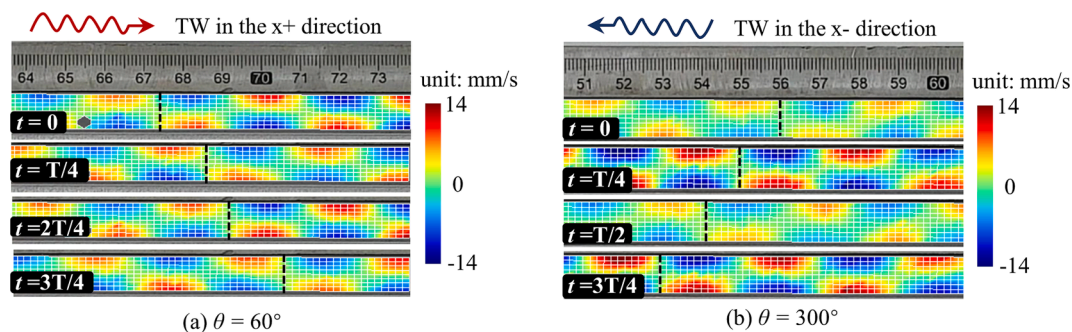 TW in the x+ direction
64 65 66 67 68 69 70 71 72 73
unit: mm/s
14
0
-14
t = 0
t = T/4
t = 2T/4
t = 3T/4
(a) θ = 60°
TW in the x- direction
51 52 53 54 55 56 57 58 59 60
unit: mm/s
14
0
-14
t = 0
t = T/4
t = T/2
t = 3T/4
(b) θ = 300°